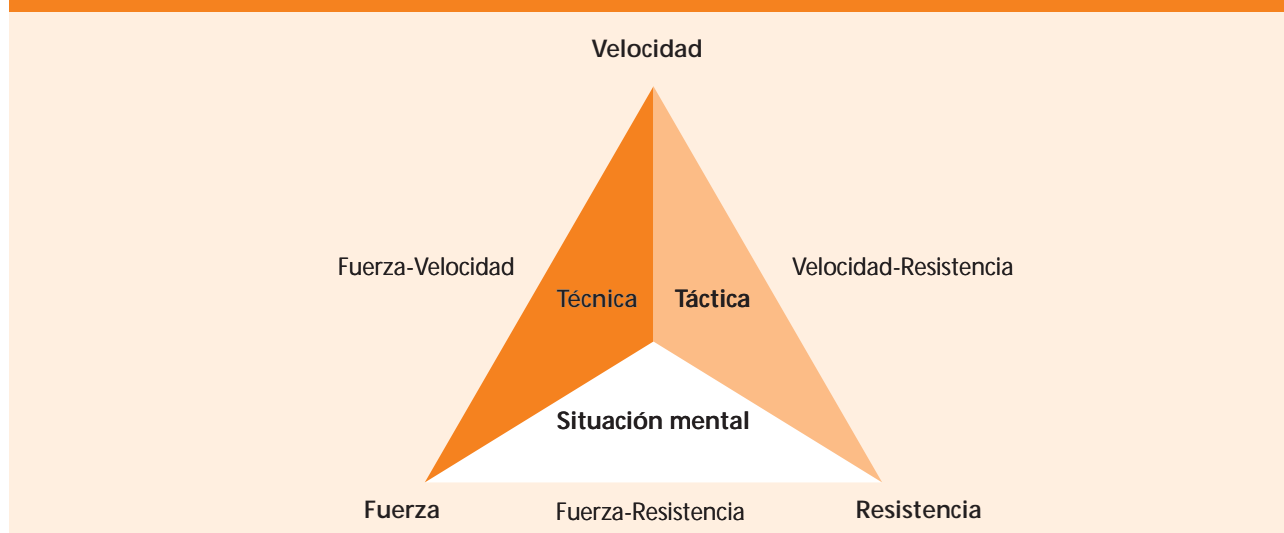 Velocidad
Fuerza-Velocidad
Velocidad-Resistencia
Técnica
Táctica
Situación mental
Fuerza
Fuerza-Resistencia
Resistencia